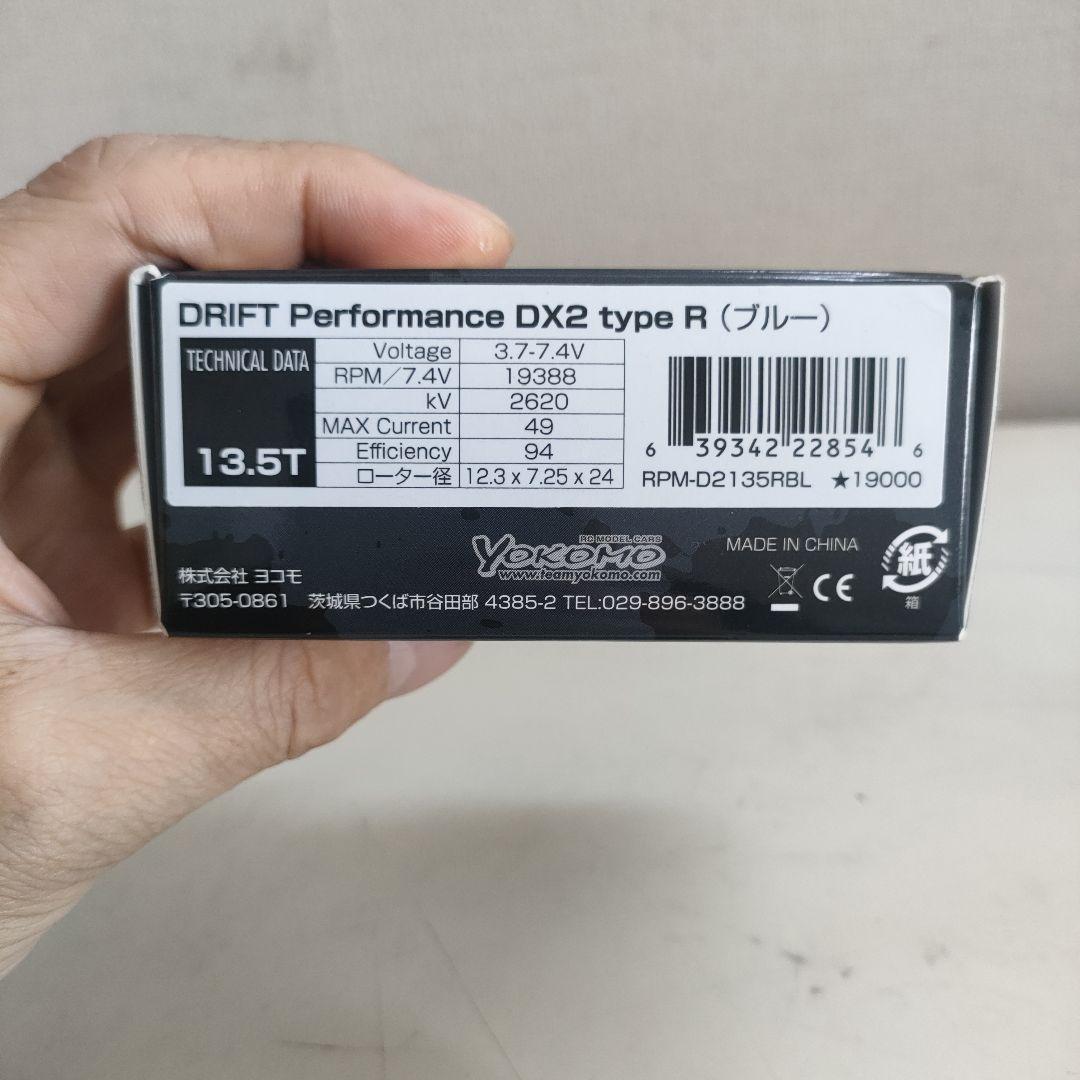 DRIFT Performance DX2 type R（ブルー）
TECHNICAL DATA
13.5T
Voltage 3.7-7.4V
RPM／7.4V 19388
kV 2620
MAX Current 49
Efficiency 94
ローター径 12.3 x 7.25 x 24
6 39342 22854 6
RPM-D2135RBL ★19000
RC MODEL CARS
YOKOMO
www.teamyokomo.com
MADE IN CHINA
CE
紙
箱
株式会社 ヨコモ
〒305-0861 茨城県つくば市谷田部 4385-2 TEL:029-896-3888